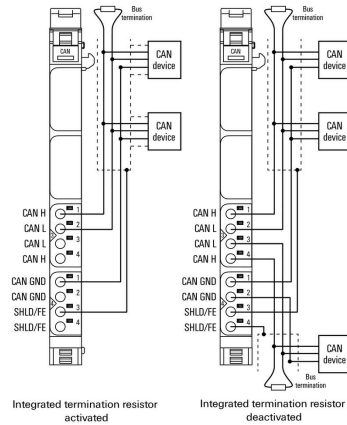 Bus
termination
CAN
CAN
device
CAN
device
CAN H
1
CAN L
2
CAN L
3
CAN H
4
CAN GND
1
CAN GND
2
SHLD/FE
3
SHLD/FE
4
Integrated termination resistor
activated
Bus
termination
CAN
CAN
device
CAN
device
CAN H
1
CAN L
2
CAN L
3
CAN H
4
CAN GND
1
CAN GND
2
SHLD/FE
3
SHLD/FE
4
CAN
device
Bus
termination
Integrated termination resistor
deactivated